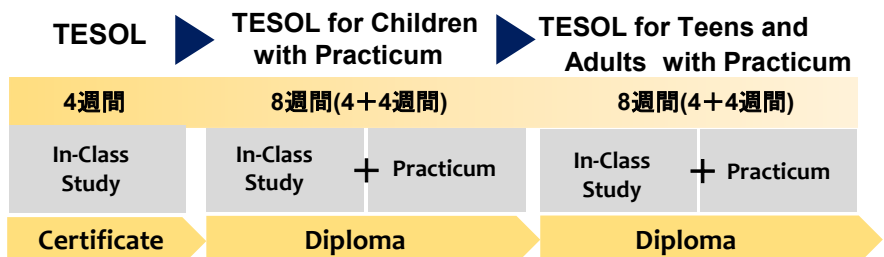 TESOL
TESOL for Children
with Practicum
TESOL for Teens and
Adults with Practicum
4週間
8週間(4+4週間)
8週間(4+4週間)
In-Class
Study
In-Class
Study
+ Practicum
In-Class
Study
+ Practicum
Certificate
Diploma
Diploma